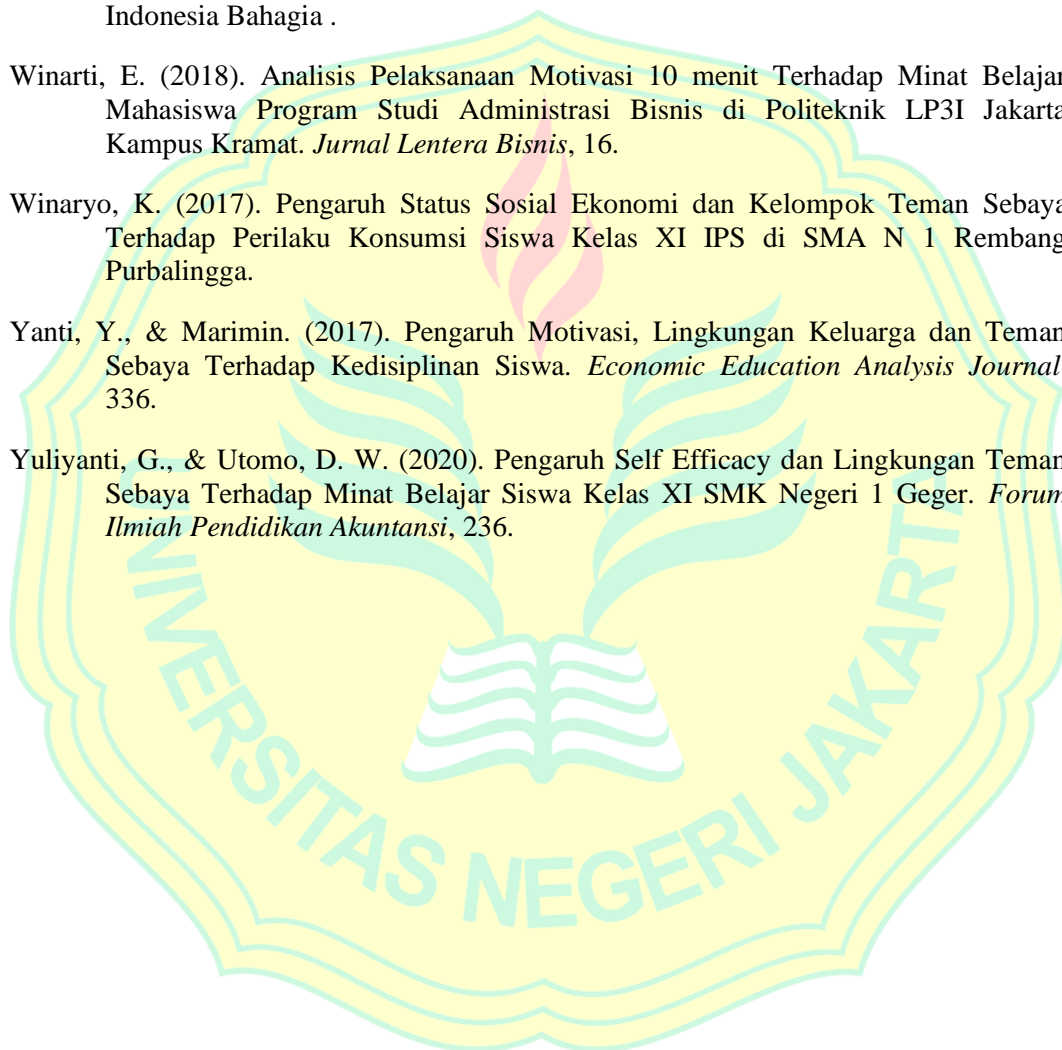 Indonesia Bahagia .
Winarti, E. (2018). Analisis Pelaksanaan Motivasi 10 menit Terhadap Minat Belajar
Mahasiswa Program Studi Administrasi Bisnis di Politeknik LP3I Jakarta
Kampus Kramat. Jurnal Lentera Bisnis, 16.
Winaryo, K. (2017). Pengaruh Status Sosial Ekonomi dan Kelompok Teman Sebaya
Terhadap Perilaku Konsumsi Siswa Kelas XI IPS di SMA N 1 Rembang
Purbalingga.
Yanti, Y., & Marimin. (2017). Pengaruh Motivasi, Lingkungan Keluarga dan Teman
Sebaya Terhadap Kedisiplinan Siswa. Economic Education Analysis Journal
336.
Yuliyanti, G., & Utomo, D. W. (2020). Pengaruh Self Efficacy dan Lingkungan Teman
Sebaya Terhadap Minat Belajar Siswa Kelas XI SMK Negeri 1 Geger. Forum
Ilmiah Pendidikan Akuntansi, 236.
UNIVERSITAS NEGERI JAKARTA